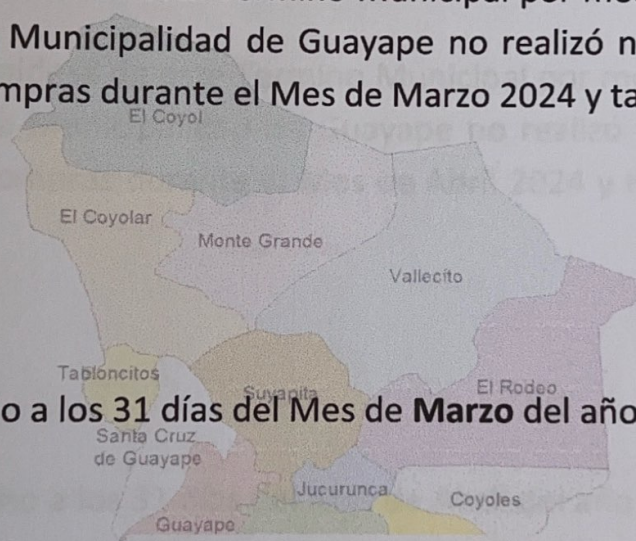 Municipalidad de Guayape no realizó n
mpras durante el Mes de Marzo 2024 y ta
El Coyol
El Coyolar
Monte Grande
Vallecito
Tabloncitos
Suyapita
El Rodeo
o a los 31 días del Mes de Marzo del año
Santa Cruz
de Guayape
Jucurunca
Coyoles
Guayape